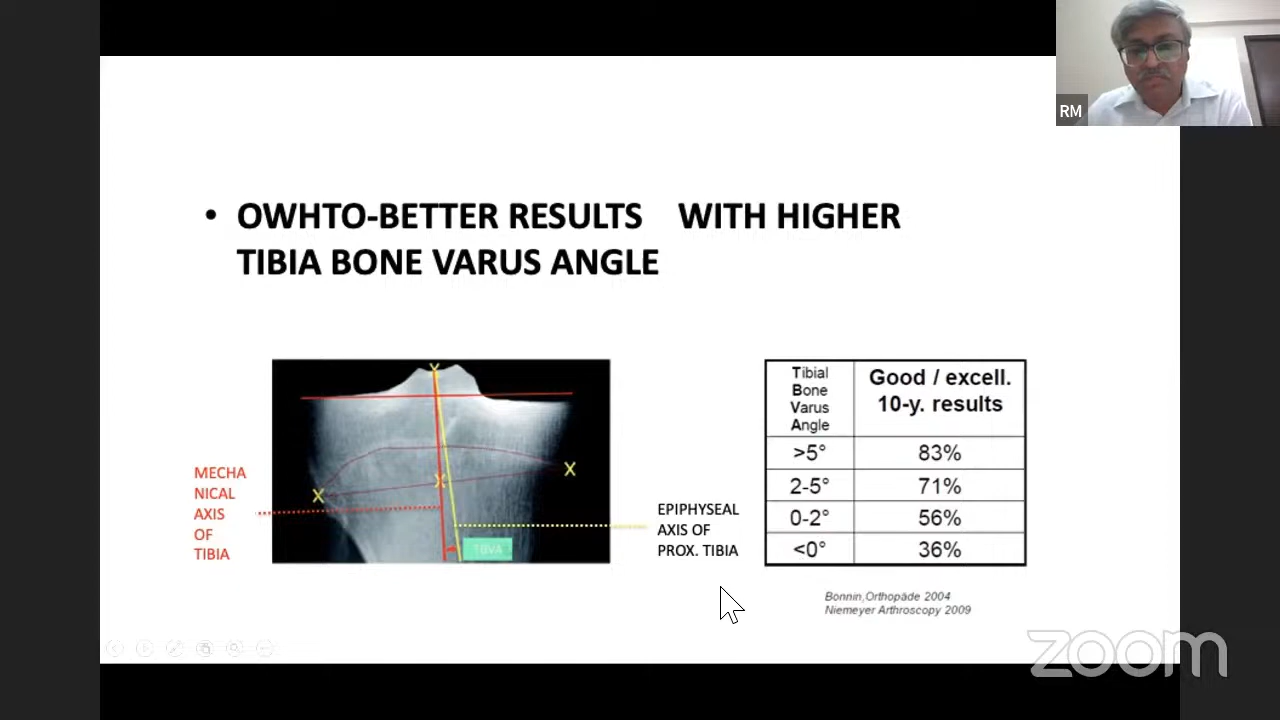 RM
• OWHTO-BETTER RESULTS WITH HIGHER
TIBIA BONE VARUS ANGLE
MECHA
NICAL
AXIS
OF
TIBIA
X
X
X
X
TBVA
EPIPHYSEAL
AXIS OF
PROX. TIBIA
Tibial
Bone
Varus
Angle
Good / excell.
10-y. results
>5° 83%
2-5° 71%
0-2° 56%
<0° 36%
Bonnin,Orthopäde 2004
Niemeyer Arthroscopy 2009
zoom